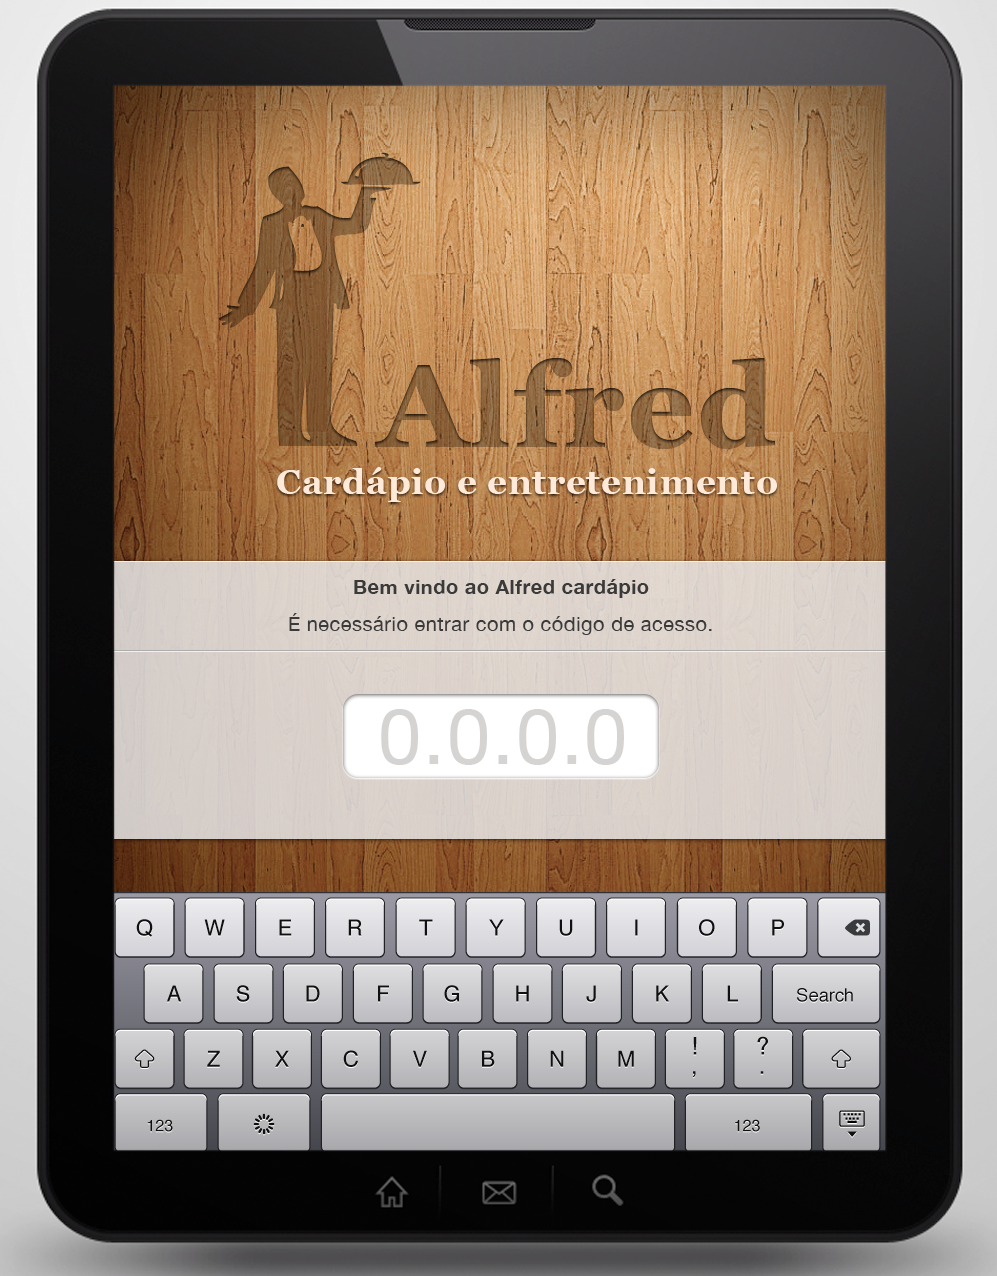 Alfred
Cardápio e entretenimento
Bem vindo ao Alfred cardápio
É necessário entrar com o código de acesso.
0.0.0.0
Q W E R T Y U I O P
A S D F G H J K L Search
Z X C V B N M ! , ? .
123 123